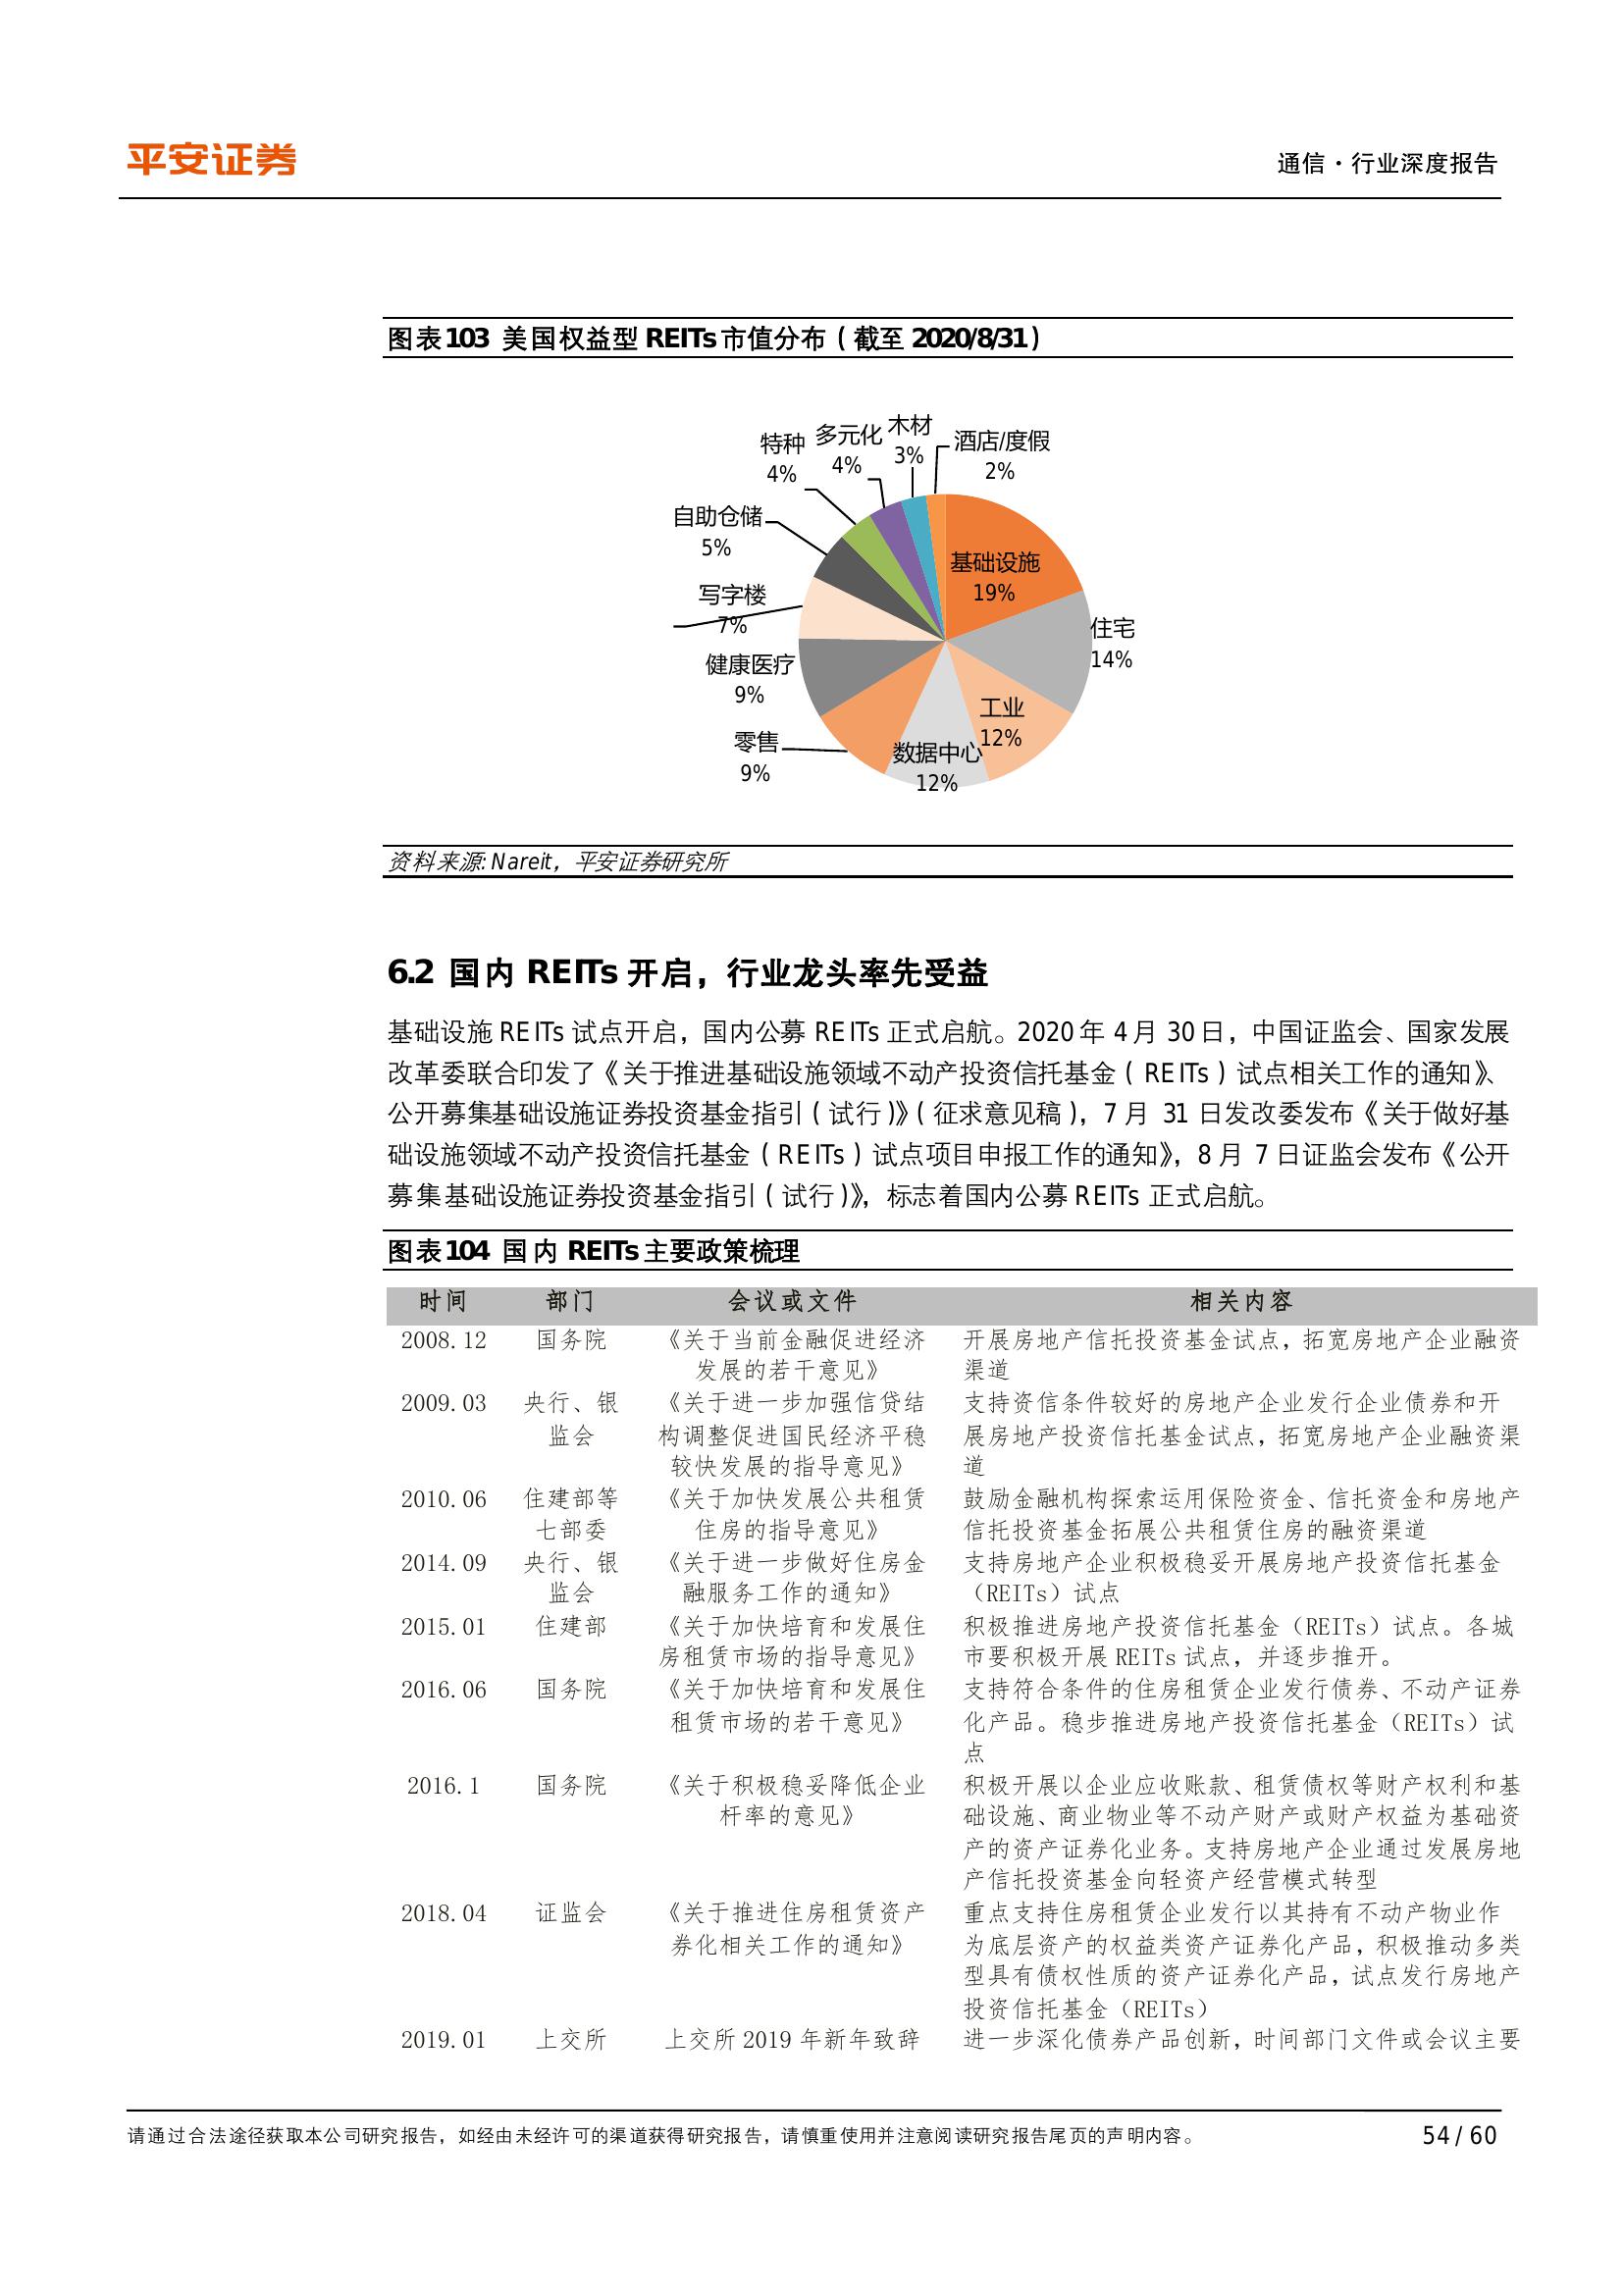 平安证券
通信·行业深度报告
图表103 美国权益型 REITs 市值分布（截至 2020/8/31）
木材
3%
多元化
4%
特种
4%
酒店/度假
2%
自助仓储
5%
基础设施
19%
写字楼
7%
住宅
14%
健康医疗
9%
工业
12%
零售
9%
数据中心
12%
资料来源: Nareit，平安证券研究所
6.2 国内 REITs 开启，行业龙头率先受益
基础设施 REITs 试点开启，国内公募 REITs 正式启航。2020 年 4 月 30 日，中国证监会、国家发展
改革委联合印发了《关于推进基础设施领域不动产投资信托基金（REITs）试点相关工作的通知》、
公开募集基础设施证券投资基金指引（试行）》（征求意见稿），7 月 31 日发改委发布《关于做好基
础设施领域不动产投资信托基金（REITs）试点项目申报工作的通知》，8 月 7 日证监会发布《公开
募集基础设施证券投资基金指引（试行）》，标志着国内公募 REITs 正式启航。
图表104 国内 REITs 主要政策梳理
时间 部门 会议或文件 相关内容
2008.12 国务院 《关于当前金融促进经济 开展房地产信托投资基金试点，拓宽房地产企业融资
发展的若干意见》 渠道
2009.03 央行、银 《关于进一步加强信贷结 支持资信条件较好的房地产企业发行企业债券和开
监会 构调整促进国民经济平稳 展房地产投资信托基金试点，拓宽房地产企业融资渠
较快发展的指导意见》 道
2010.06 住建部等 《关于加快发展公共租赁 鼓励金融机构探索运用保险资金、信托资金和房地产
七部委 住房的指导意见》 信托投资基金拓展公共租赁住房的融资渠道
2014.09 央行、银 《关于进一步做好住房金 支持房地产企业积极稳妥开展房地产投资信托基金
监会 融服务工作的通知》 （REITs）试点
2015.01 住建部 《关于加快培育和发展住 积极推进房地产投资信托基金（REITs）试点。各城
房租赁市场的指导意见》 市要积极开展 REITs 试点，并逐步推开。
2016.06 国务院 《关于加快培育和发展住 支持符合条件的住房租赁企业发行债券、不动产证券
租赁市场的若干意见》 化产品。稳步推进房地产投资信托基金（REITs）试
点
2016.1 国务院 《关于积极稳妥降低企业 积极开展以企业应收账款、租赁债权等财产权利和基
杆率的意见》 础设施、商业物业等不动产财产或财产权益为基础资
产的资产证券化业务。支持房地产企业通过发展房地
产信托投资基金向轻资产经营模式转型
2018.04 证监会 《关于推进住房租赁资产 重点支持住房租赁企业发行以其持有不动产物业作
券化相关工作的通知》 为底层资产的权益类资产证券化产品，积极推动多类
型具有债权性质的资产证券化产品，试点发行房地产
投资信托基金（REITs）
2019.01 上交所 上交所 2019 年新年致辞 进一步深化债券产品创新，时间部门文件或会议主要
请通过合法途径获取本公司研究报告，如经由未经许可的渠道获得研究报告，请慎重使用并注意阅读研究报告尾页的声明内容。 54 / 60